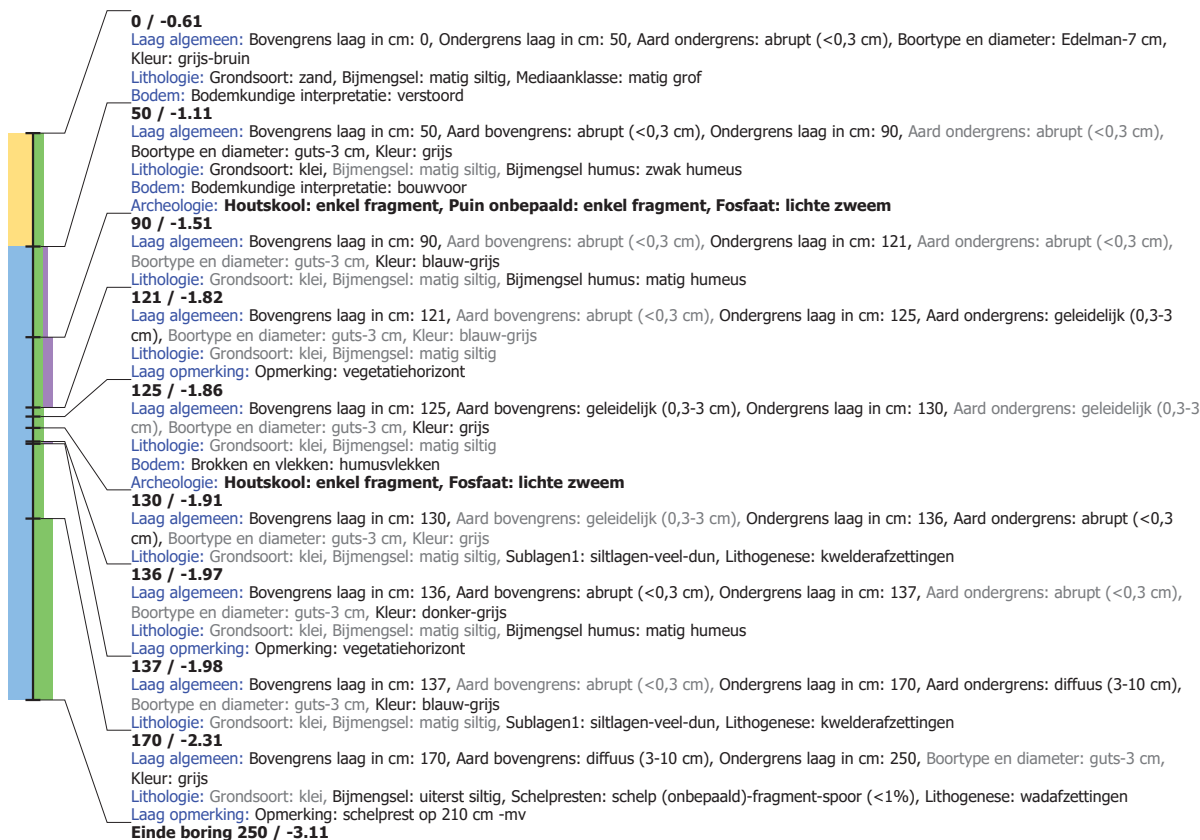 0 / -0.61
Laag algemeen: Bovengrens laag in cm: 0, Ondergrens laag in cm: 50, Aard ondergrens: abrupt (<0,3 cm), Boortype en diameter: Edelman-7 cm,
Kleur: grijs-bruin
Lithologie: Grondsoort: zand, Bijmengsel: matig siltig, Mediaanklasse: matig grof
Bodem: Bodemkundige interpretatie: verstoord
50 / -1.11
Laag algemeen: Bovengrens laag in cm: 50, Aard bovengrens: abrupt (<0,3 cm), Ondergrens laag in cm: 90, Aard ondergrens: abrupt (<0,3 cm),
Boortype en diameter: guts-3 cm, Kleur: grijs
Lithologie: Grondsoort: klei, Bijmengsel: matig siltig, Bijmengsel humus: zwak humeus
Bodem: Bodemkundige interpretatie: bouwvoor
Archeologie: Houtskool: enkel fragment, Puin onbepaald: enkel fragment, Fosfaat: lichte zweem
90 / -1.51
Laag algemeen: Bovengrens laag in cm: 90, Aard bovengrens: abrupt (<0,3 cm), Ondergrens laag in cm: 121, Aard ondergrens: abrupt (<0,3 cm),
Boortype en diameter: guts-3 cm, Kleur: blauw-grijs
Lithologie: Grondsoort: klei, Bijmengsel: matig siltig, Bijmengsel humus: matig humeus
121 / -1.82
Laag algemeen: Bovengrens laag in cm: 121, Aard bovengrens: abrupt (<0,3 cm), Ondergrens laag in cm: 125, Aard ondergrens: geleidelijk (0,3-3
cm), Boortype en diameter: guts-3 cm, Kleur: blauw-grijs
Lithologie: Grondsoort: klei, Bijmengsel: matig siltig
Laag opmerking: Opmerking: vegetatiehorizont
125 / -1.86
Laag algemeen: Bovengrens laag in cm: 125, Aard bovengrens: geleidelijk (0,3-3 cm), Ondergrens laag in cm: 130, Aard ondergrens: geleidelijk (0,3-3
cm), Boortype en diameter: guts-3 cm, Kleur: grijs
Lithologie: Grondsoort: klei, Bijmengsel: matig siltig
Bodem: Brokken en vlekken: humusvlekken
Archeologie: Houtskool: enkel fragment, Fosfaat: lichte zweem
130 / -1.91
Laag algemeen: Bovengrens laag in cm: 130, Aard bovengrens: geleidelijk (0,3-3 cm), Ondergrens laag in cm: 136, Aard ondergrens: abrupt (<0,3
cm), Boortype en diameter: guts-3 cm, Kleur: grijs
Lithologie: Grondsoort: klei, Bijmengsel: matig siltig, Sublagen1: siltlagen-veel-dun, Lithogenese: kwelderafzettingen
136 / -1.97
Laag algemeen: Bovengrens laag in cm: 136, Aard bovengrens: abrupt (<0,3 cm), Ondergrens laag in cm: 137, Aard ondergrens: abrupt (<0,3 cm),
Boortype en diameter: guts-3 cm, Kleur: donker-grijs
Lithologie: Grondsoort: klei, Bijmengsel: matig siltig, Bijmengsel humus: matig humeus
Laag opmerking: Opmerking: vegetatiehorizont
137 / -1.98
Laag algemeen: Bovengrens laag in cm: 137, Aard bovengrens: abrupt (<0,3 cm), Ondergrens laag in cm: 170, Aard ondergrens: diffuus (3-10 cm),
Boortype en diameter: guts-3 cm, Kleur: blauw-grijs
Lithologie: Grondsoort: klei, Bijmengsel: matig siltig, Sublagen1: siltlagen-veel-dun, Lithogenese: kwelderafzettingen
170 / -2.31
Laag algemeen: Bovengrens laag in cm: 170, Aard bovengrens: diffuus (3-10 cm), Ondergrens laag in cm: 250, Boortype en diameter: guts-3 cm,
Kleur: grijs
Lithologie: Grondsoort: klei, Bijmengsel: uiterst siltig, Schelpresten: schelp (onbepaald)-fragment-spoor (<1%), Lithogenese: wadafzettingen
Laag opmerking: Opmerking: schelprest op 210 cm -mv
Einde boring 250 / -3.11